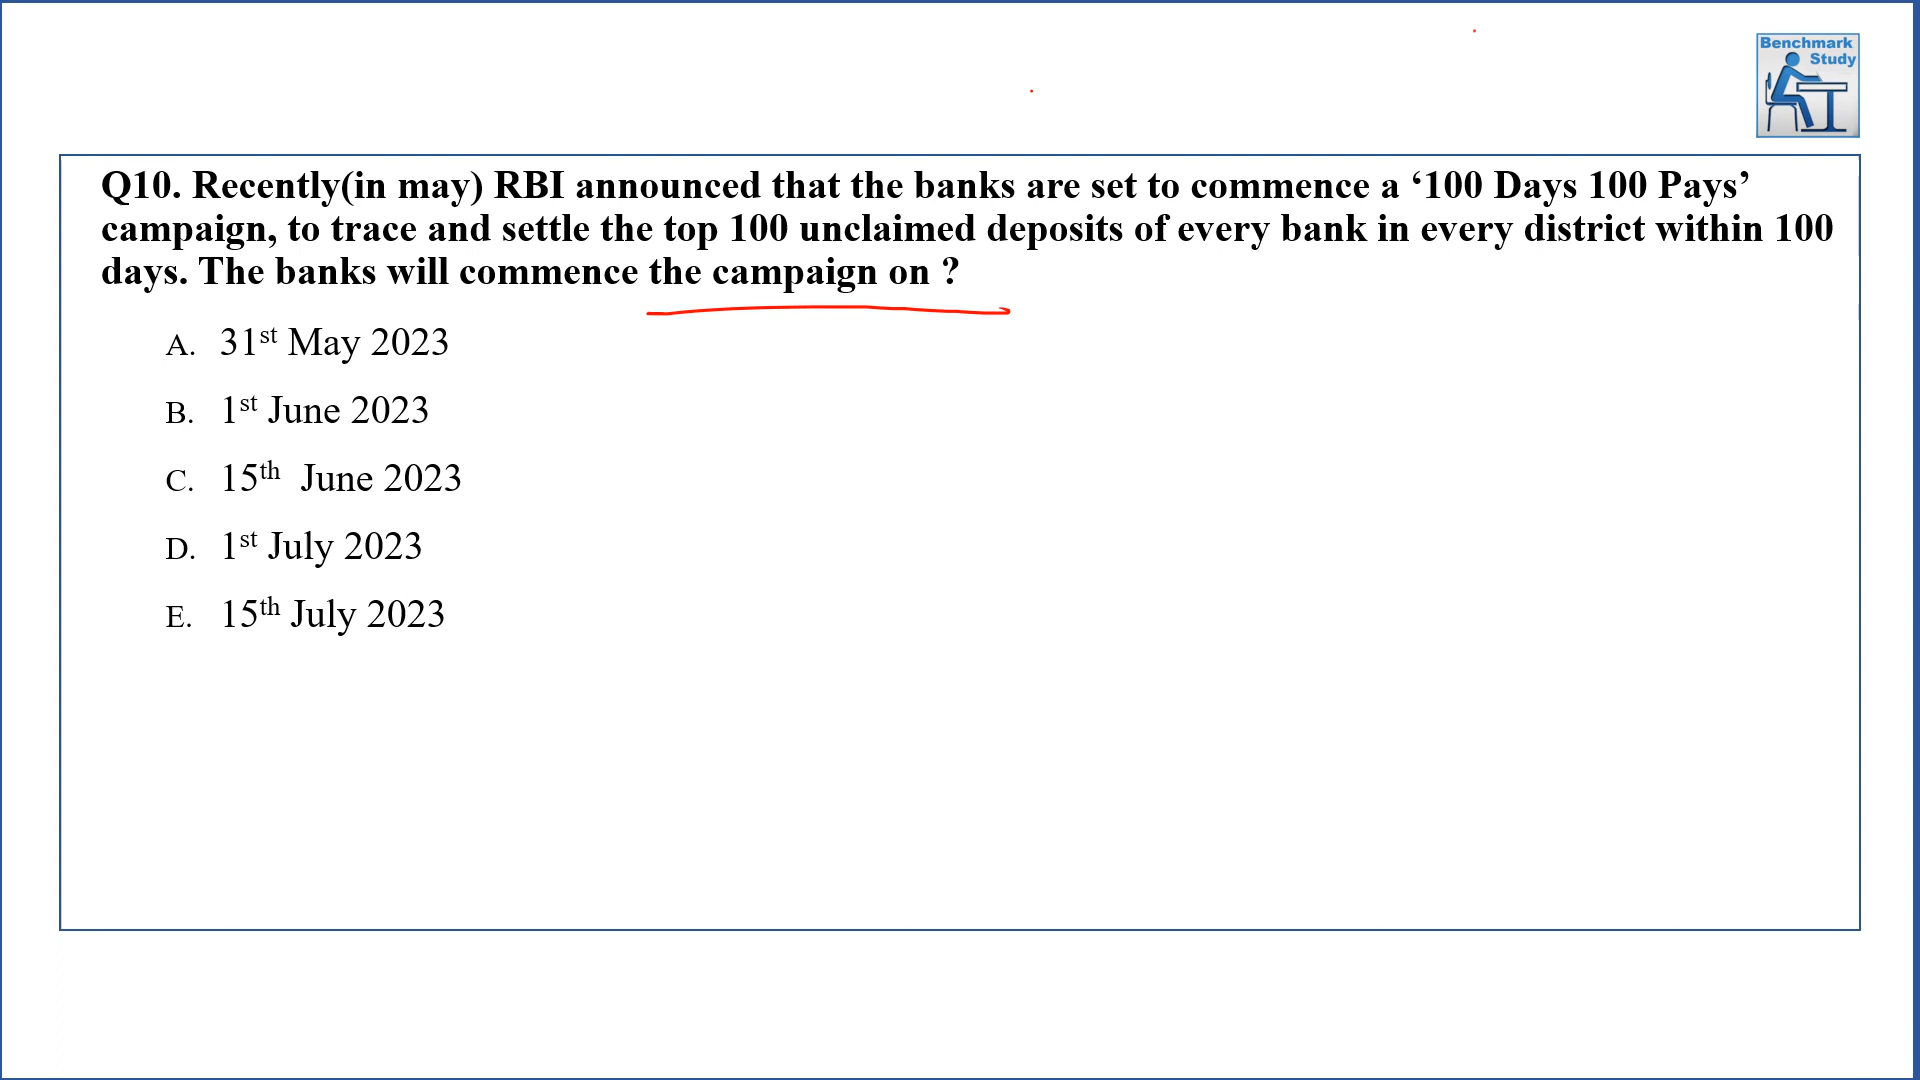 Benchmark
Study
Q10. Recently(in may) RBI announced that the banks are set to commence a ‘100 Days 100 Pays’
campaign, to trace and settle the top 100 unclaimed deposits of every bank in every district within 100
days. The banks will commence the campaign on ?
A. 31st May 2023
B. 1st June 2023
C. 15th June 2023
D. 1st July 2023
E. 15th July 2023